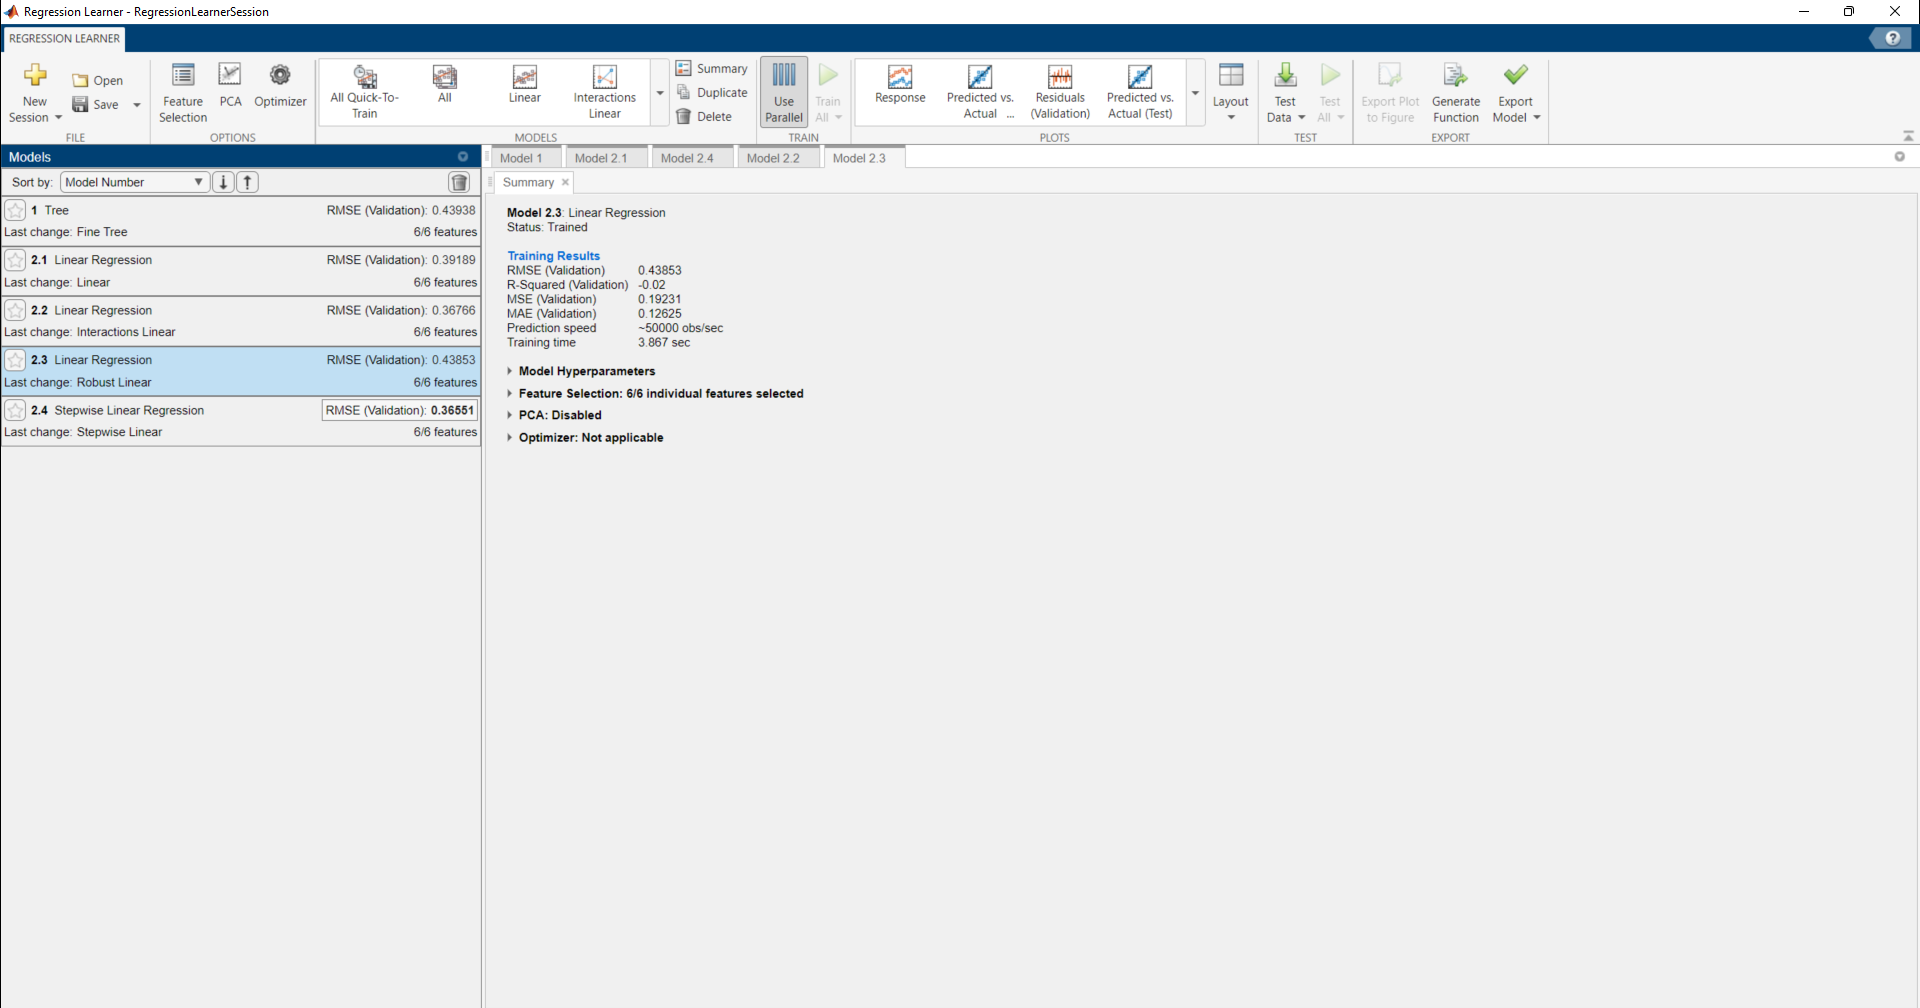 Regression Learner - RegressionLearnerSession
REGRESSION LEARNER
New
Session
Open
Save
FILE
Feature
Selection
PCA
Optimizer
OPTIONS
All Quick-To-
Train
All
Linear
Interactions
Linear
MODELS
Summary
Duplicate
Delete
Use
Parallel
Train
All
TRAIN
Response
Predicted vs.
Actual ...
Residuals
(Validation)
Predicted vs.
Actual (Test)
PLOTS
Layout
Test
Data
Test
All
TEST
Export Plot
to Figure
Generate
Function
Export
Model
EXPORT
?
Models
Sort by: Model Number
1 Tree RMSE (Validation): 0.43938
Last change: Fine Tree 6/6 features
2.1 Linear Regression RMSE (Validation): 0.39189
Last change: Linear 6/6 features
2.2 Linear Regression RMSE (Validation): 0.36766
Last change: Interactions Linear 6/6 features
2.3 Linear Regression RMSE (Validation): 0.43853
Last change: Robust Linear 6/6 features
2.4 Stepwise Linear Regression RMSE (Validation): 0.36551
Last change: Stepwise Linear 6/6 features
Model 1 Model 2.1 Model 2.4 Model 2.2 Model 2.3
Summary
Model 2.3: Linear Regression
Status: Trained
Training Results
RMSE (Validation) 0.43853
R-Squared (Validation) -0.02
MSE (Validation) 0.19231
MAE (Validation) 0.12625
Prediction speed ~50000 obs/sec
Training time 3.867 sec
Model Hyperparameters
Feature Selection: 6/6 individual features selected
PCA: Disabled
Optimizer: Not applicable